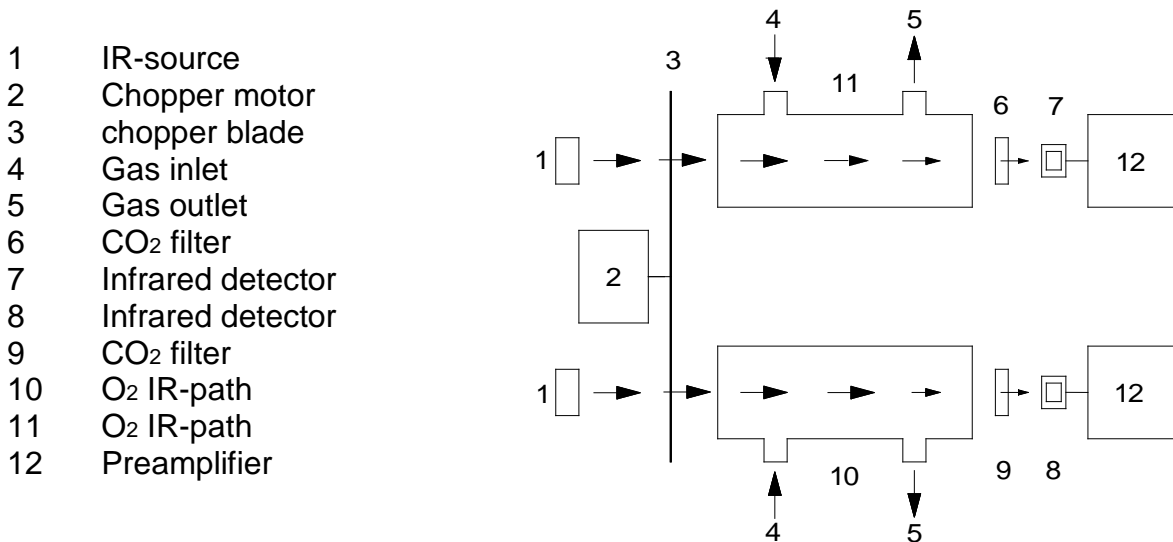 1 IR-source
2 Chopper motor
3 chopper blade
4 Gas inlet
5 Gas outlet
6 CO2 filter
7 Infrared detector
8 Infrared detector
9 CO2 filter
10 O2 IR-path
11 O2 IR-path
12 Preamplifier
4 5
3 11 6 7
1 12
2
1 12
10 9 8
4 5